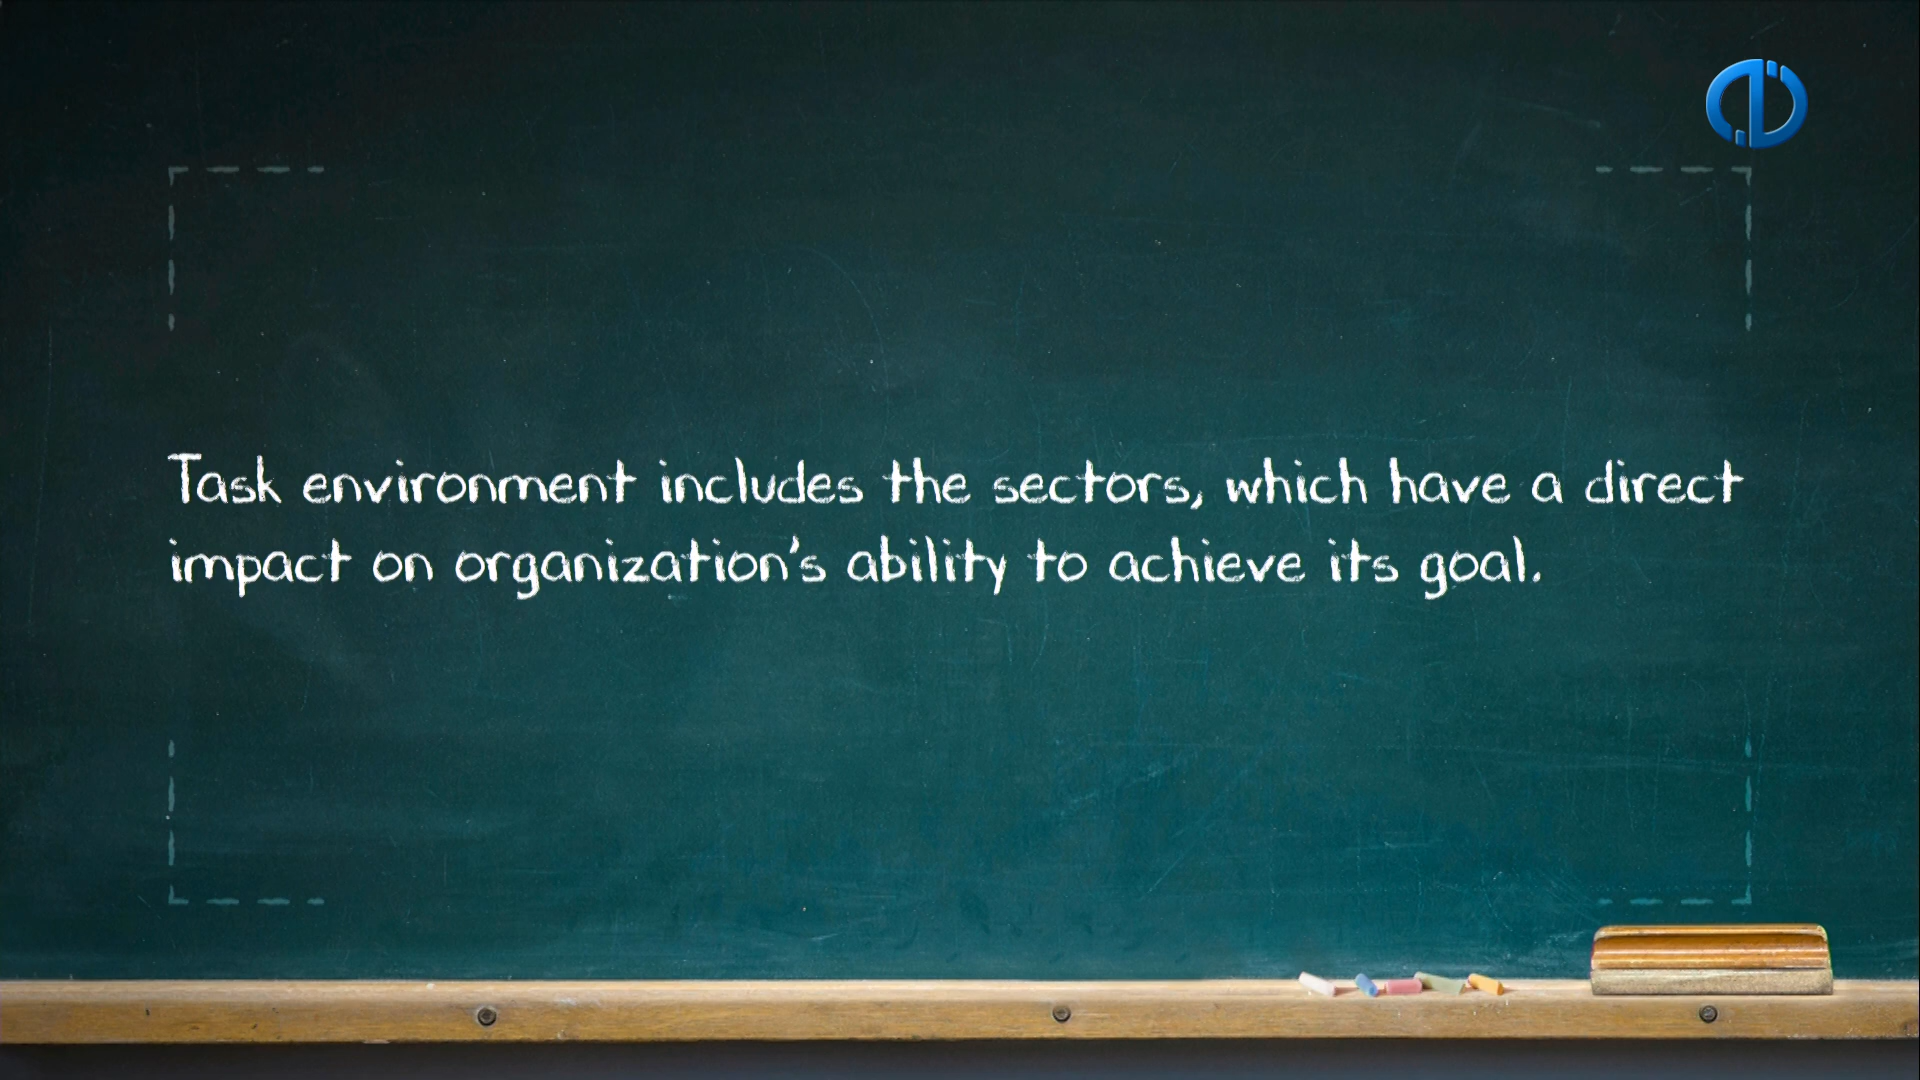 Task environment includes the sectors, which have a direct
impact on organization's ability to achieve its goal.